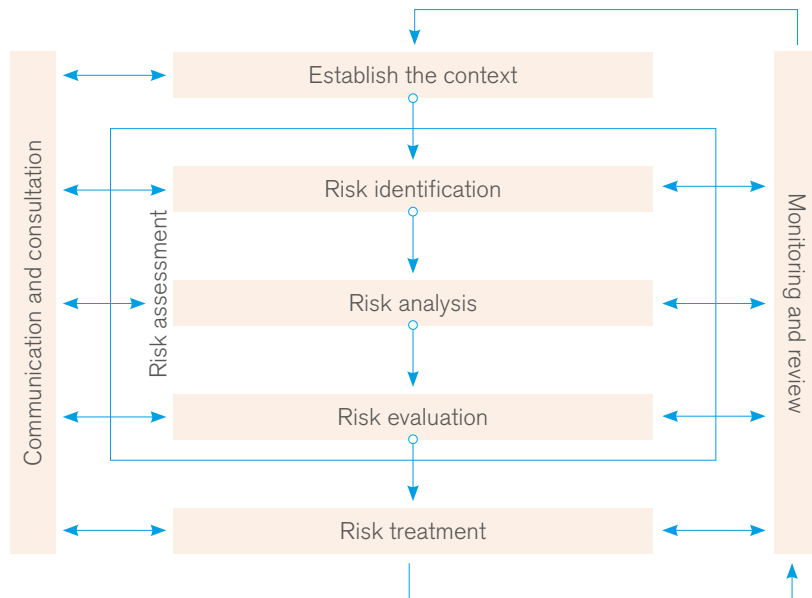 Establish the context
Communication and consultation
Risk assessment
Risk identification
Risk analysis
Risk evaluation
Risk treatment
Monitoring and review